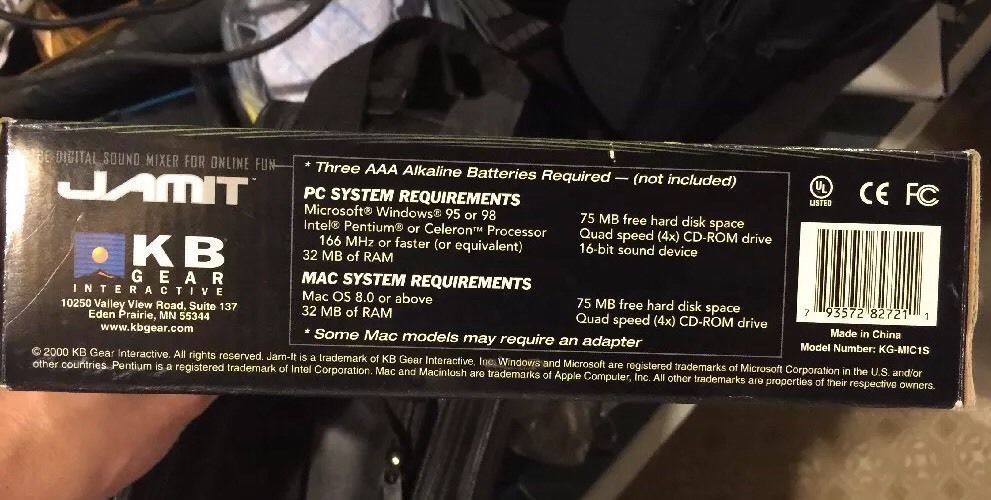 DIGITAL SOUND MIXER FOR ONLINE FUN
JAMIT™
KB
GEAR
INTERACTIVE
10250 Valley View Road, Suite 137
Eden Prairie, MN 55344
www.kbgear.com
* Three AAA Alkaline Batteries Required — (not included)
PC SYSTEM REQUIREMENTS
Microsoft® Windows® 95 or 98
Intel® Pentium® or Celeron™ Processor
166 MHz or faster (or equivalent)
32 MB of RAM
75 MB free hard disk space
Quad speed (4x) CD-ROM drive
16-bit sound device
MAC SYSTEM REQUIREMENTS
Mac OS 8.0 or above
32 MB of RAM
75 MB free hard disk space
Quad speed (4x) CD-ROM drive
* Some Mac models may require an adapter
UL
LISTED
CE FC
7 93572 82721 1
Made in China
Model Number: KG-MIC1S
© 2000 KB Gear Interactive. All rights reserved. Jam-It is a trademark of KB Gear Interactive, Inc. Windows and Microsoft are registered trademarks of Microsoft Corporation in the U.S. and/or
other countries. Pentium is a registered trademark of Intel Corporation. Mac and Macintosh are trademarks of Apple Computer, Inc. All other trademarks are properties of their respective owners.